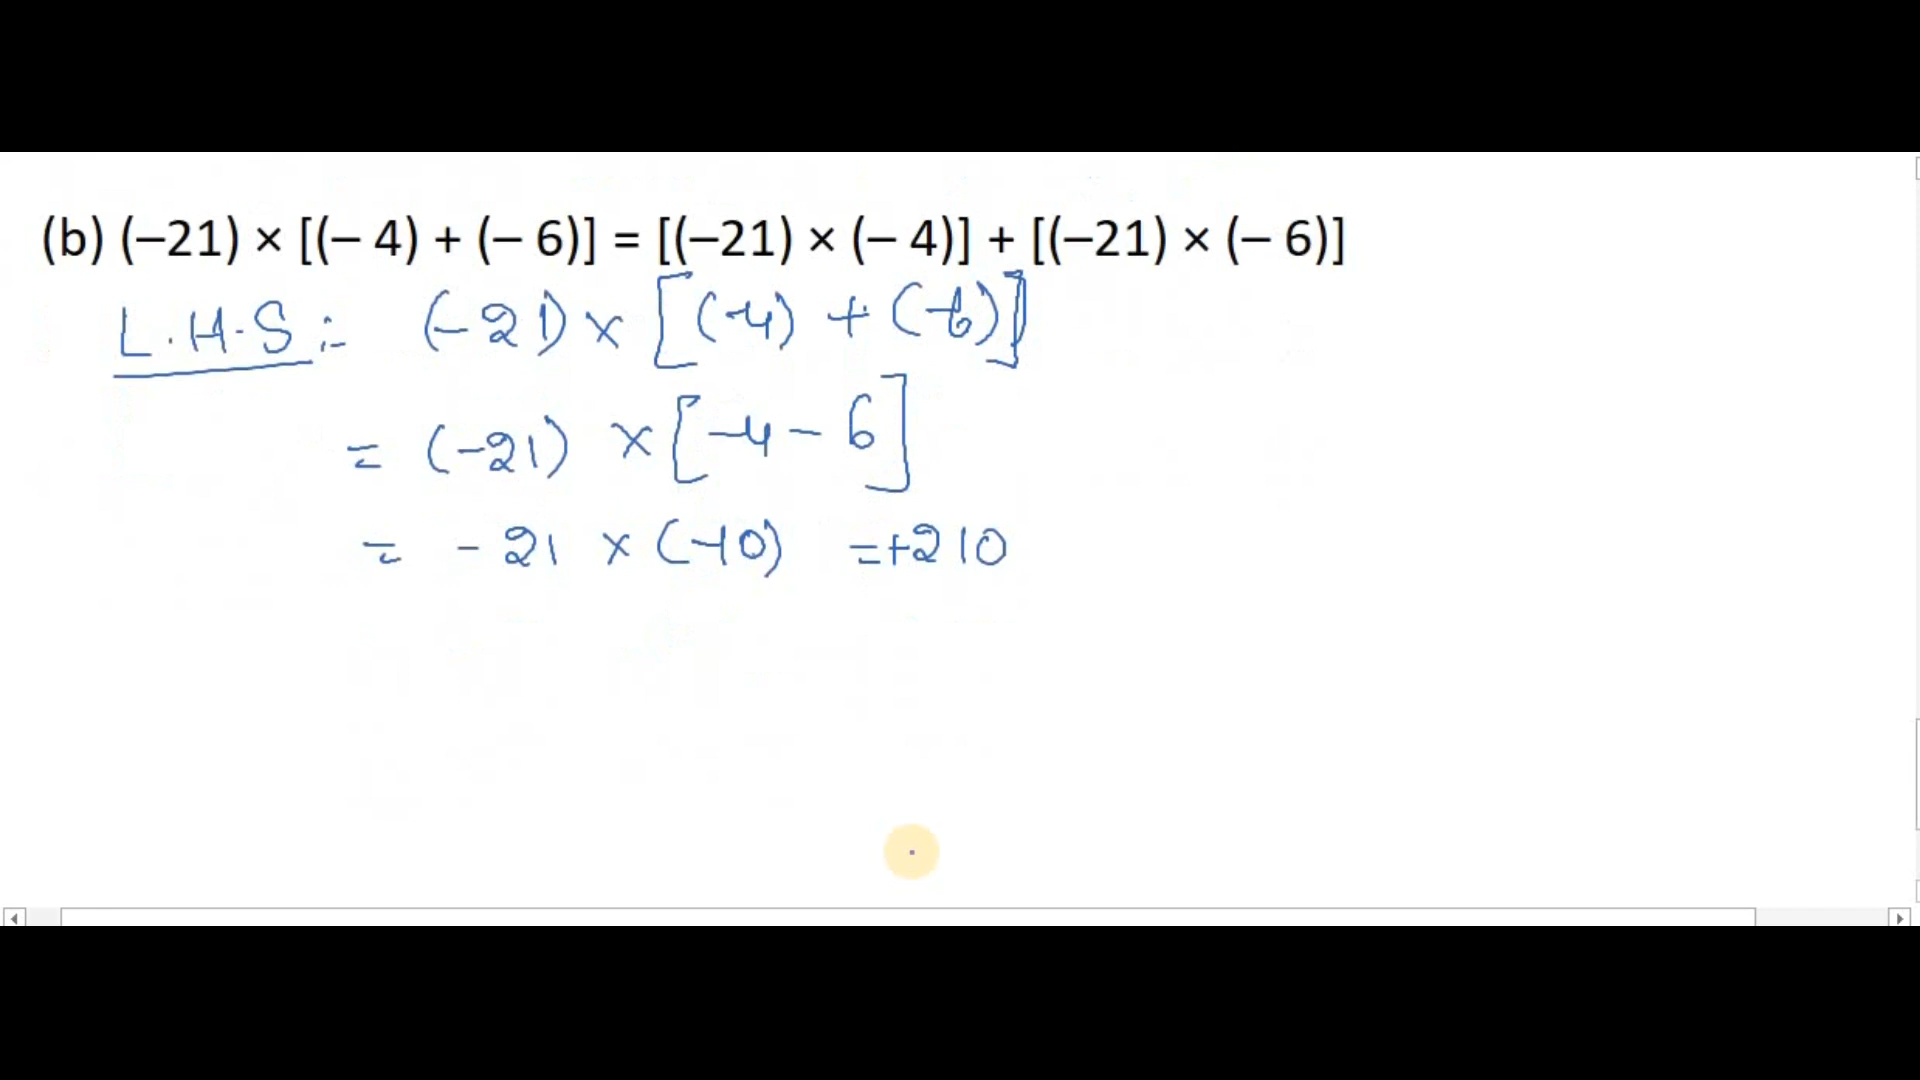 (b) (–21) × [(– 4) + (– 6)] = [(–21) × (– 4)] + [(–21) × (– 6)]
L.H.S :- (-21) × [(-4) + (-6)]
= (-21) × [-4 - 6]
= - 21 × (-10) = +210